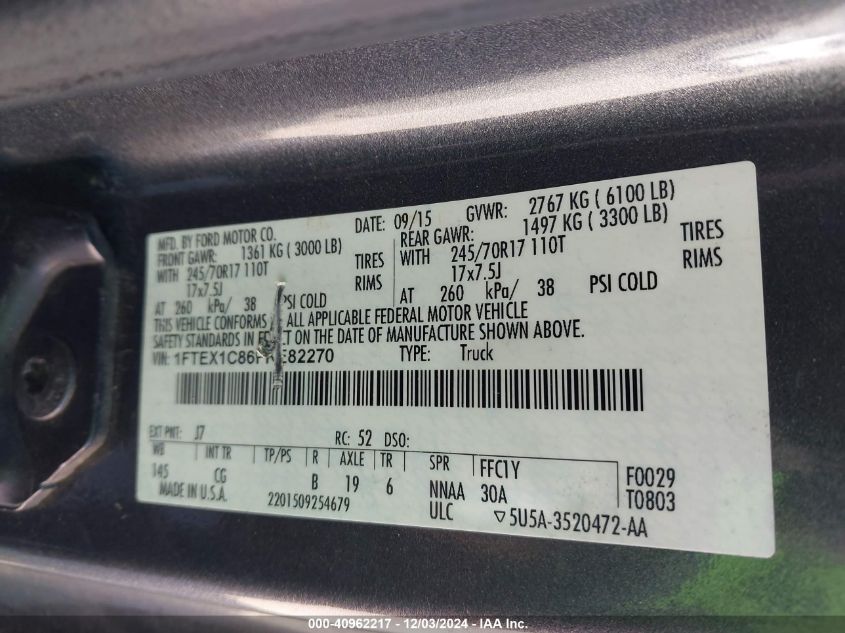 MFD. BY FORD MOTOR CO.
DATE: 09/15 GVWR: 2767 KG ( 6100 LB)
FRONT GAWR: 1361 KG ( 3000 LB)
REAR GAWR: 1497 KG ( 3300 LB)
WITH 245/70R17 110T TIRES
WITH 245/70R17 110T TIRES
17x7.5J RIMS
17x7.5J RIMS
AT 260 kPa/ 38 PSI COLD
AT 260 kPa/ 38 PSI COLD
THIS VEHICLE CONFORMS ALL APPLICABLE FEDERAL MOTOR VEHICLE
SAFETY STANDARDS IN EFFECT ON THE DATE OF MANUFACTURE SHOWN ABOVE.
VIN: TYPE: Truck
EXT PNT: J7 RC: 52 DSO:
WB INT TR TP/PS R AXLE TR SPR FFC1Y F0029
145 CG B 19 6 NNAA 30A T0803
MADE IN U.S.A. 2201509254679 ULC ▽5U5A-3520472-AA
000-40962217 - 12/03/2024 - IAA Inc.